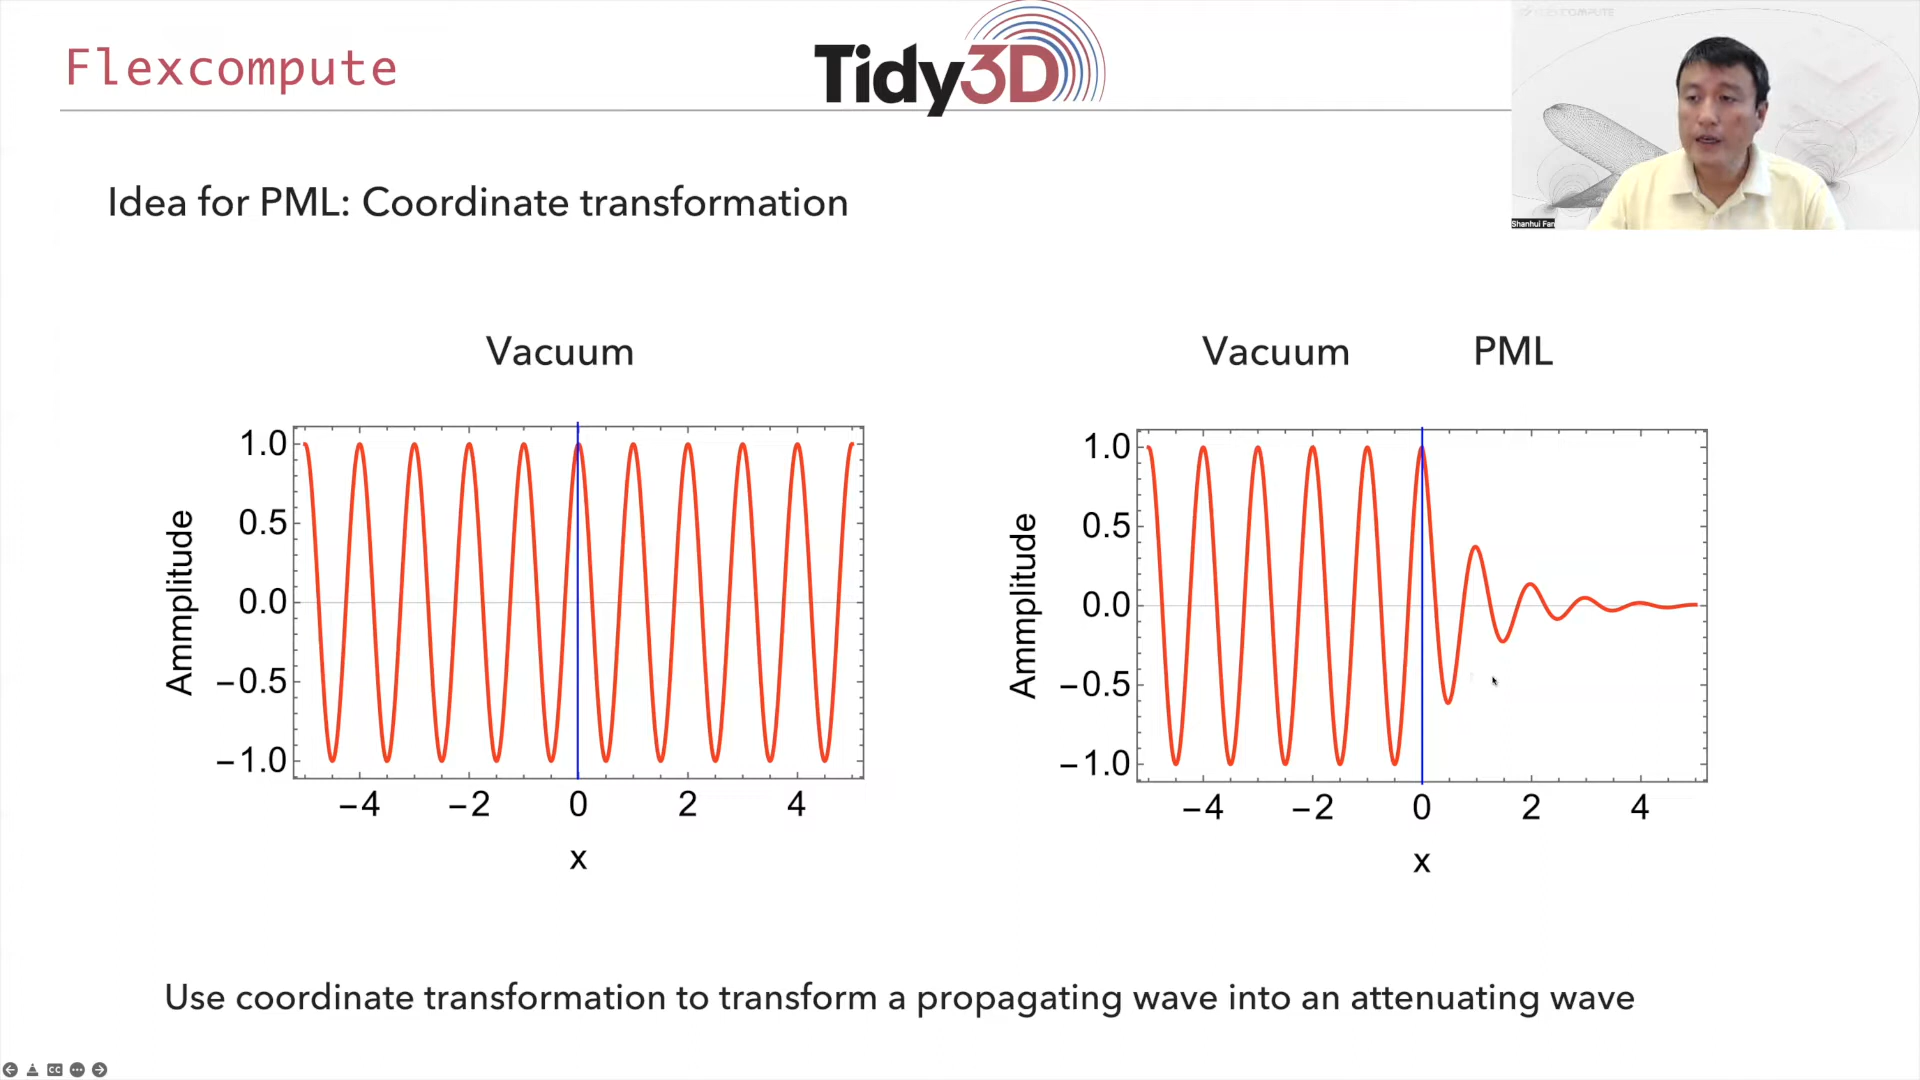 Flexcompute
Tidy3D
Shanhui Fan
Idea for PML: Coordinate transformation
Vacuum
1.0
0.5
0.0
−0.5
−1.0
Ammplitude
−4 −2 0 2 4
x
Vacuum PML
1.0
0.5
0.0
−0.5
−1.0
Ammplitude
−4 −2 0 2 4
x
Use coordinate transformation to transform a propagating wave into an attenuating wave
CC